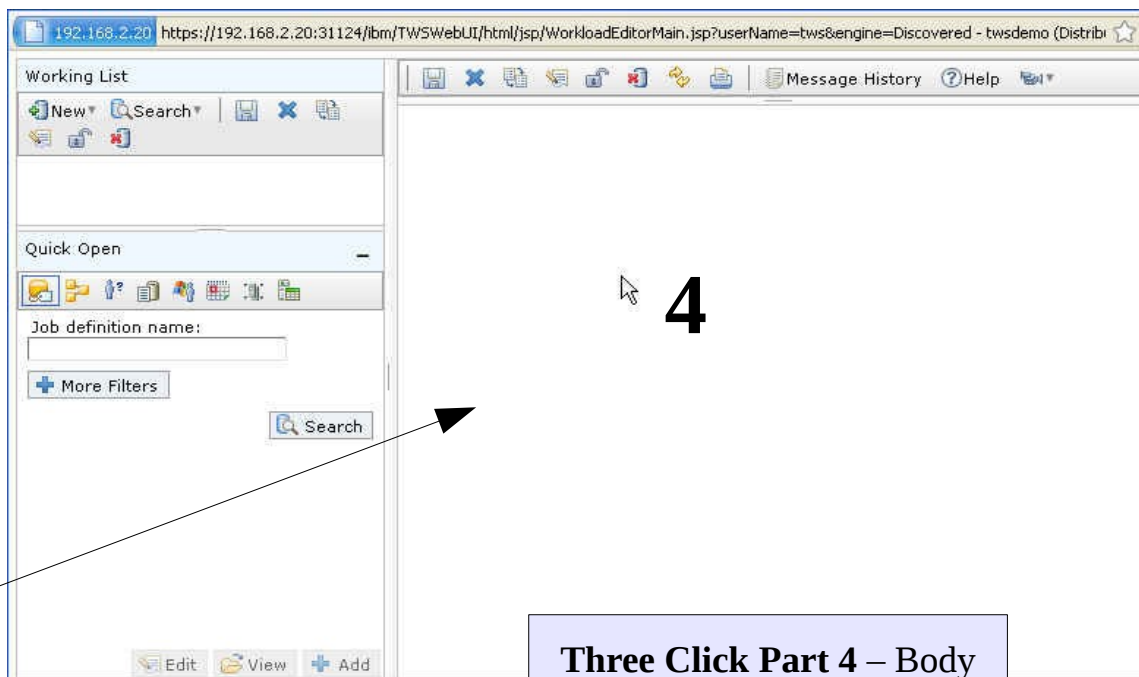 192.168.2.20 https://192.168.2.20:31124/ibm/TWSWebUI/html/jsp/WorkloadEditorMain.jsp?userName=tws&engine=Discovered - twsdemo (Distrib
Working List
New Search
Message History Help
Quick Open
Job definition name:
More Filters
Search
4
Edit View Add
Three Click Part 4 – Body